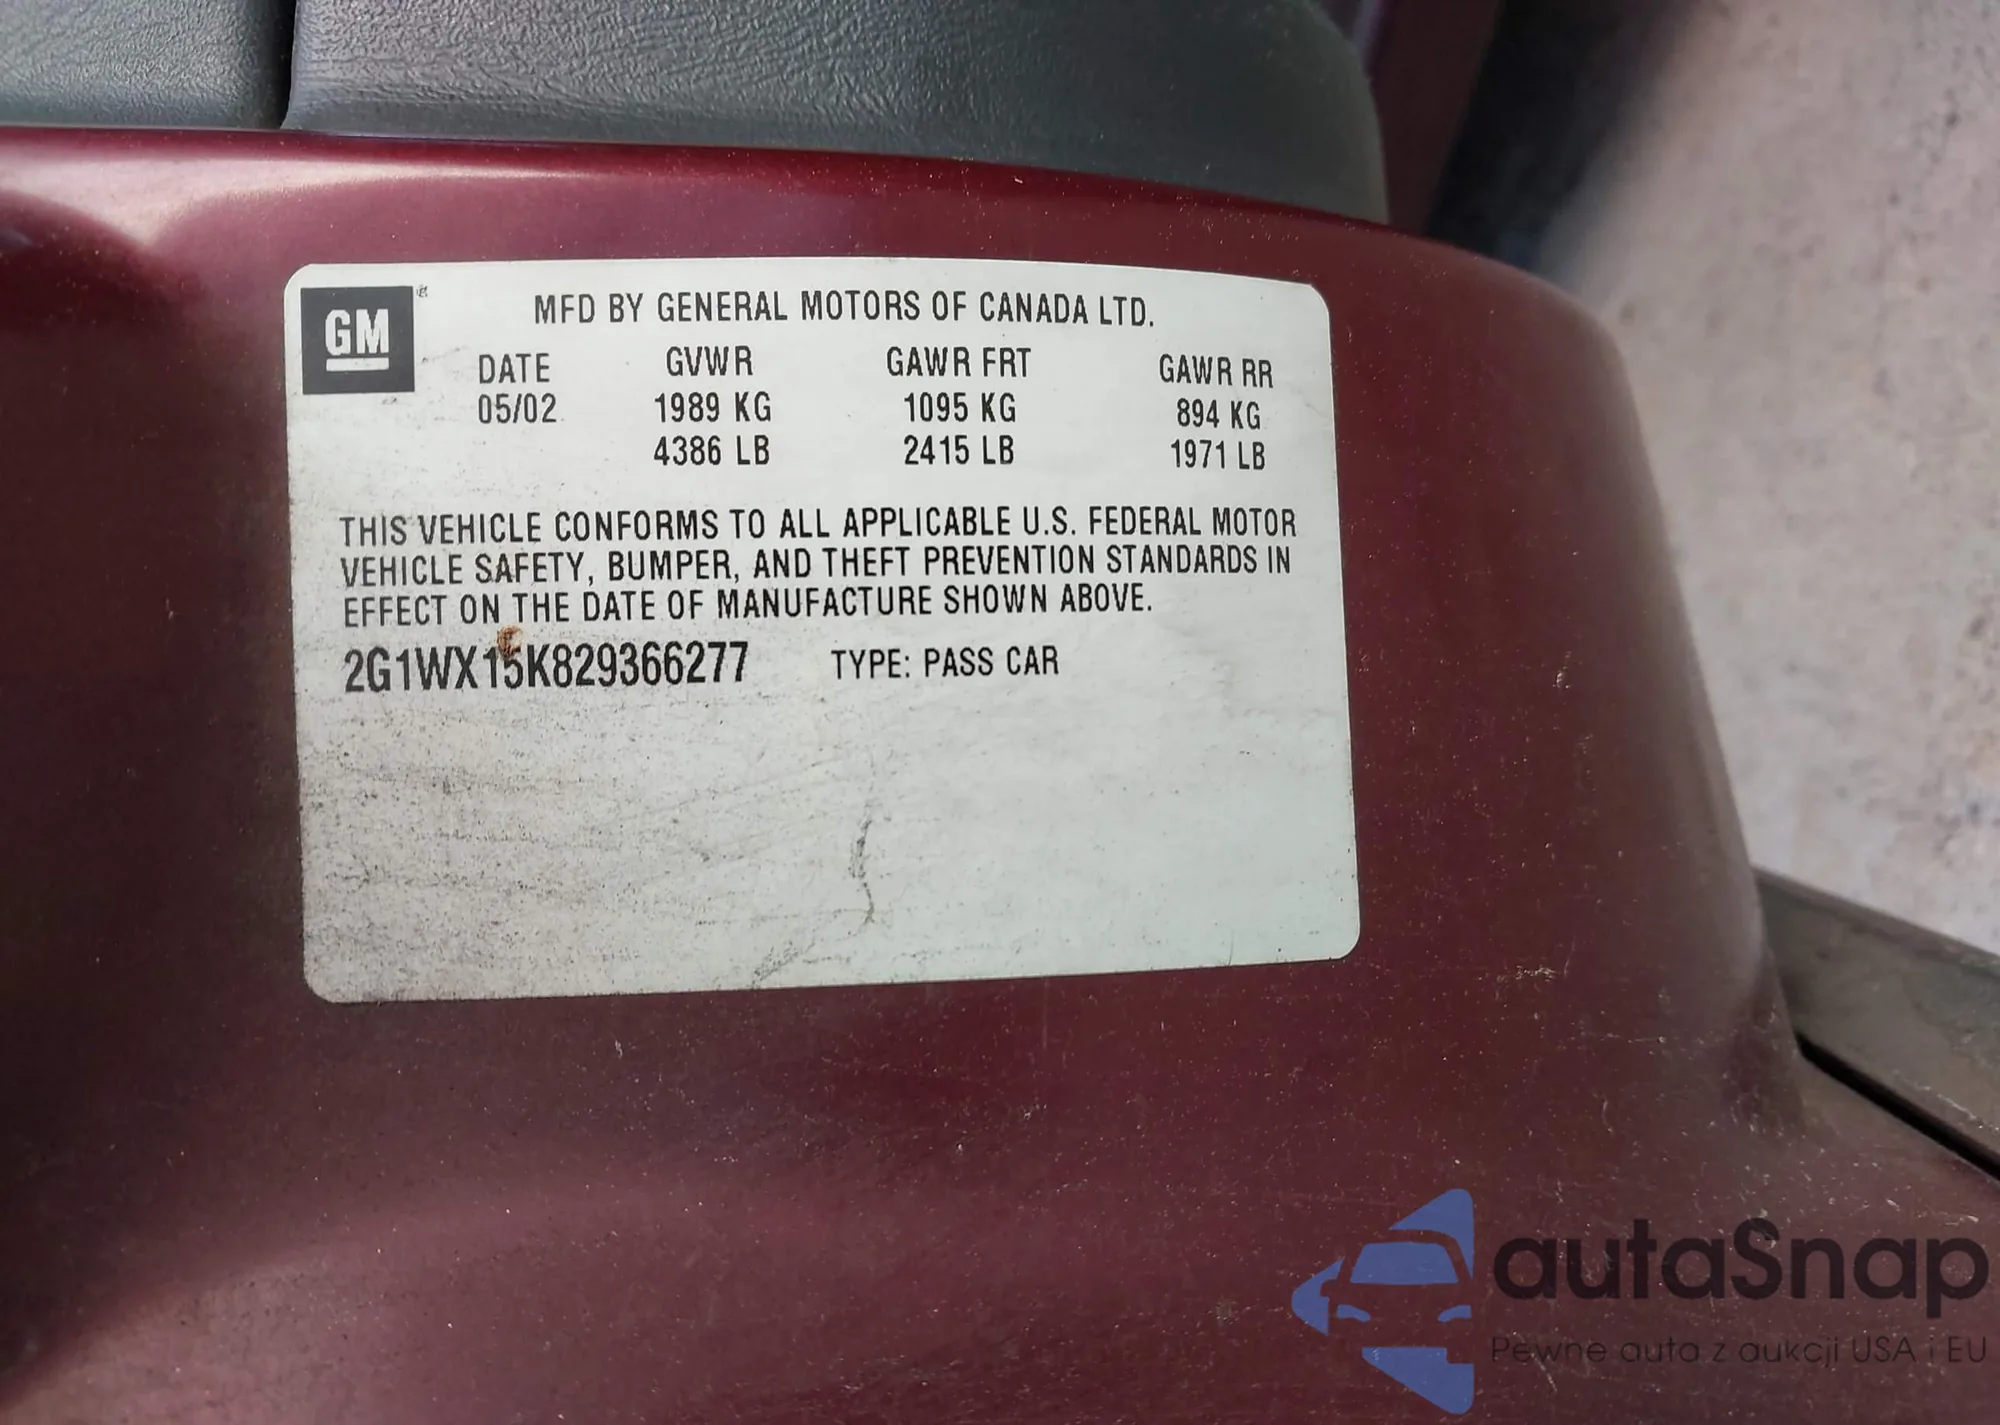 GM
MFD BY GENERAL MOTORS OF CANADA LTD.
DATE GVWR GAWR FRT GAWR RR
05/02 1989 KG 1095 KG 894 KG
4386 LB 2415 LB 1971 LB
THIS VEHICLE CONFORMS TO ALL APPLICABLE U.S. FEDERAL MOTOR
VEHICLE SAFETY, BUMPER, AND THEFT PREVENTION STANDARDS IN
EFFECT ON THE DATE OF MANUFACTURE SHOWN ABOVE.
2G1WX15K829366277 TYPE: PASS CAR
autaSnap
Pewne auta z aukcji USA i EU